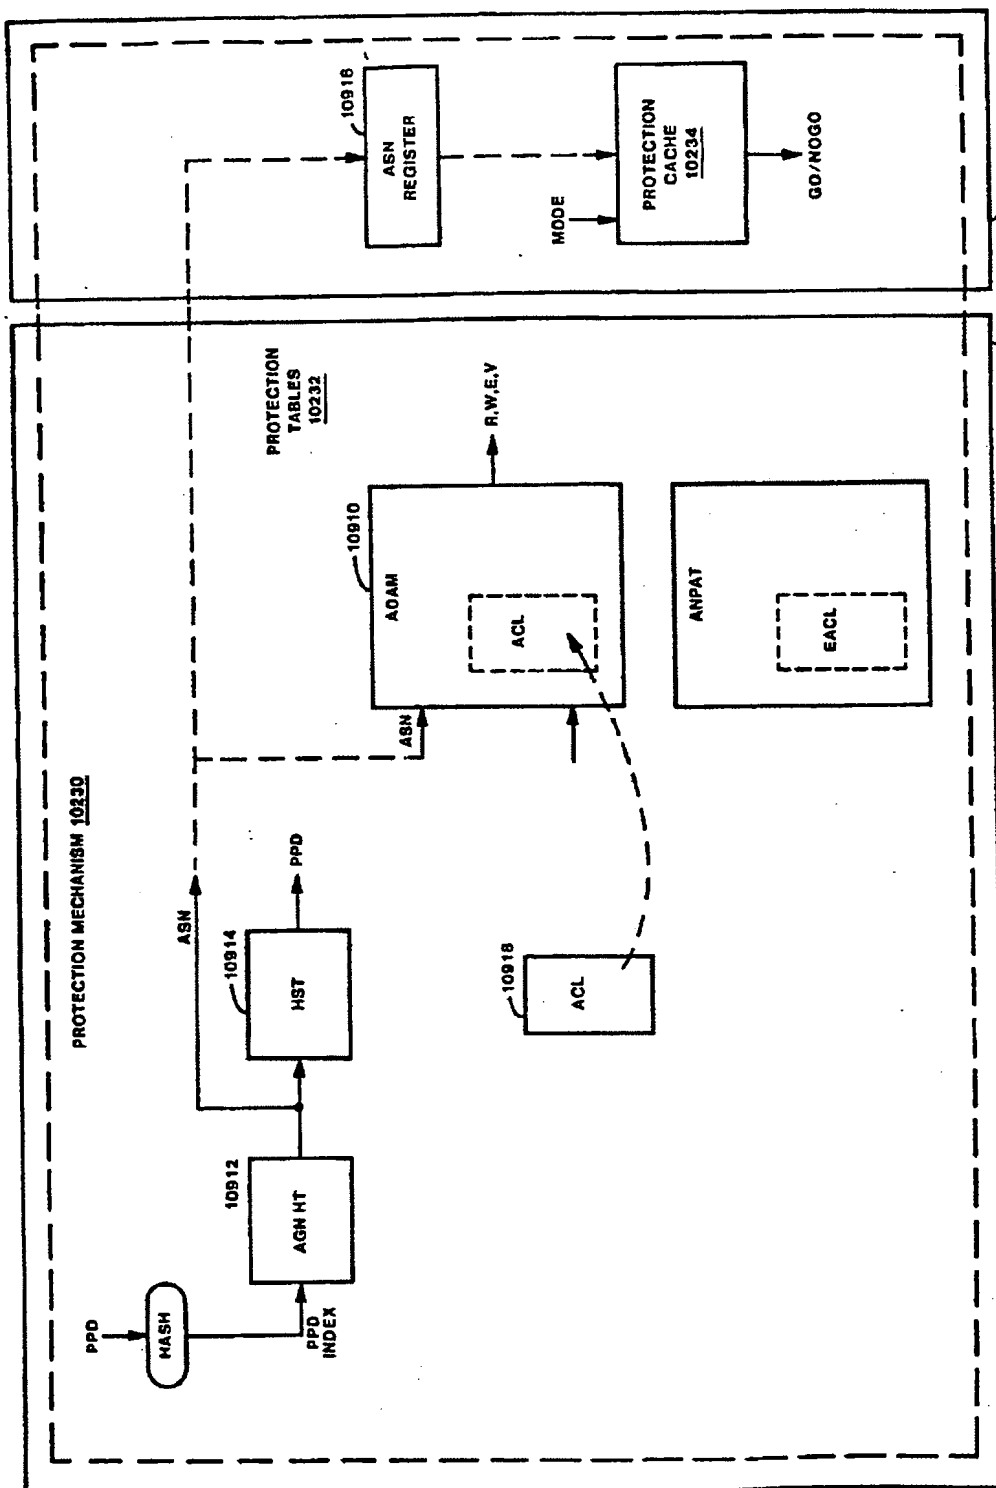 PROTECTION MECHANISM 10230
PPD
HASH
PPD
INDEX
10912
AGN HT
ASN
10914
HST
PPD
PROTECTION
TABLES
10232
10916
ASN
REGISTER
ASN
10910
AOAM
ACL
R,W,E,V
10918
ACL
MODE
PROTECTION
CACHE
10234
GO/NOGO
ANPAT
EACL